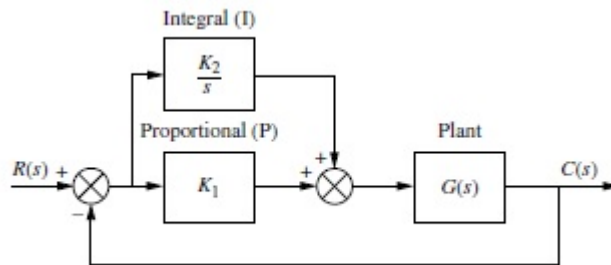 Integral (I)
K2
s
Proportional (P)
Plant
R(s)
+
−
K1
+
+
G(s)
C(s)